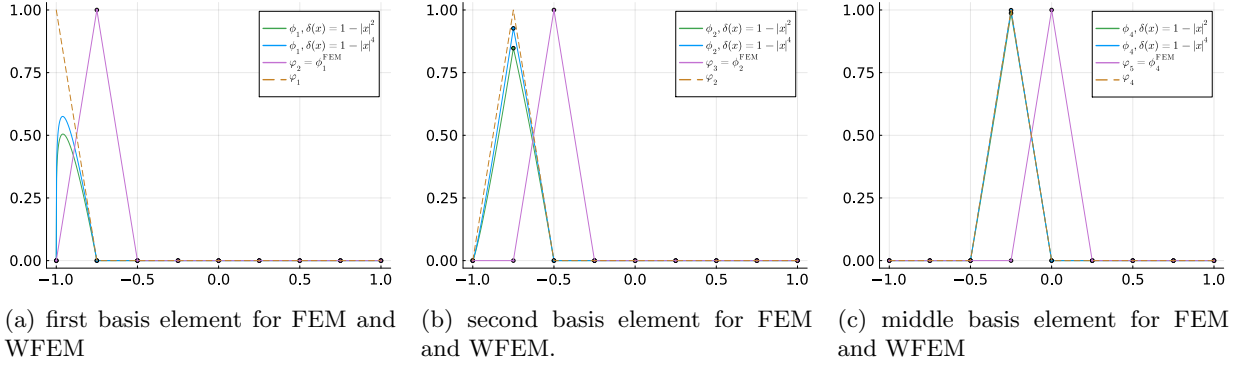 1.00
0.75
0.50
0.25
0.00
−1.0
−0.5
0.0
0.5
1.0
ϕ₁, δ(x) = 1 − |x|²
ϕ₁, δ(x) = 1 − |x|⁴
φ₂ = ϕ₁^FEM
φ₁
(a) first basis element for FEM and
WFEM
1.00
0.75
0.50
0.25
0.00
−1.0
−0.5
0.0
0.5
1.0
ϕ₂, δ(x) = 1 − |x|²
ϕ₂, δ(x) = 1 − |x|⁴
φ₃ = ϕ₂^FEM
φ₂
(b) second basis element for FEM
and WFEM.
1.00
0.75
0.50
0.25
0.00
−1.0
−0.5
0.0
0.5
1.0
ϕ₄, δ(x) = 1 − |x|²
ϕ₄, δ(x) = 1 − |x|⁴
φ₅ = ϕ₄^FEM
φ₄
(c) middle basis element for FEM
and WFEM